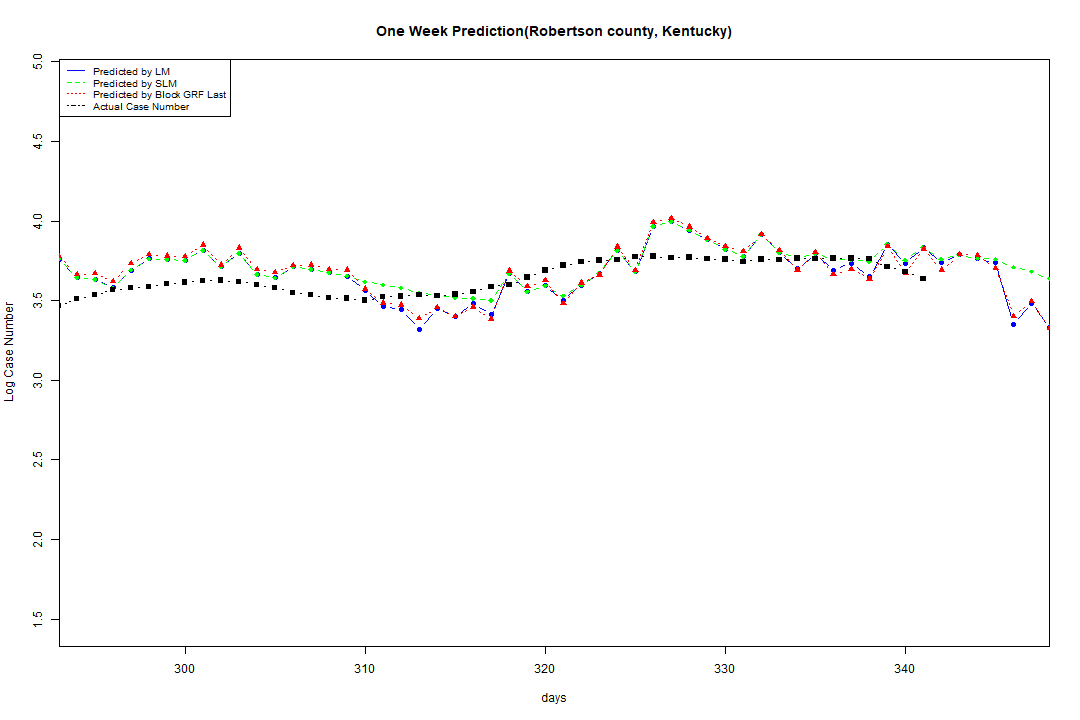 One Week Prediction(Robertson county, Kentucky)
Predicted by LM
Predicted by SLM
Predicted by Block GRF Last
Actual Case Number
5.0
4.5
4.0
3.5
3.0
2.5
2.0
1.5
Log Case Number
300 310 320 330 340
days